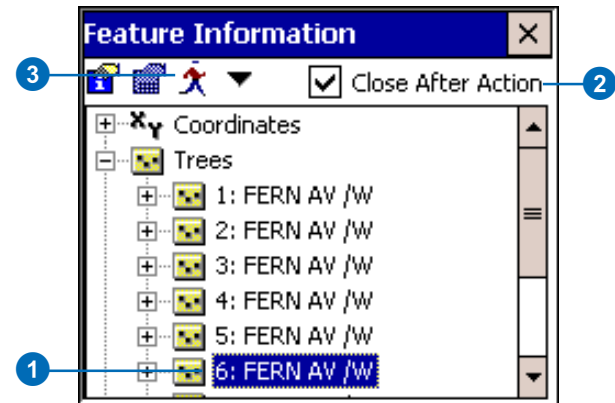 Feature Information
3
Close After Action
2
XY Coordinates
Trees
1: FERN AV /W
2: FERN AV /W
3: FERN AV /W
4: FERN AV /W
5: FERN AV /W
1
6: FERN AV /W